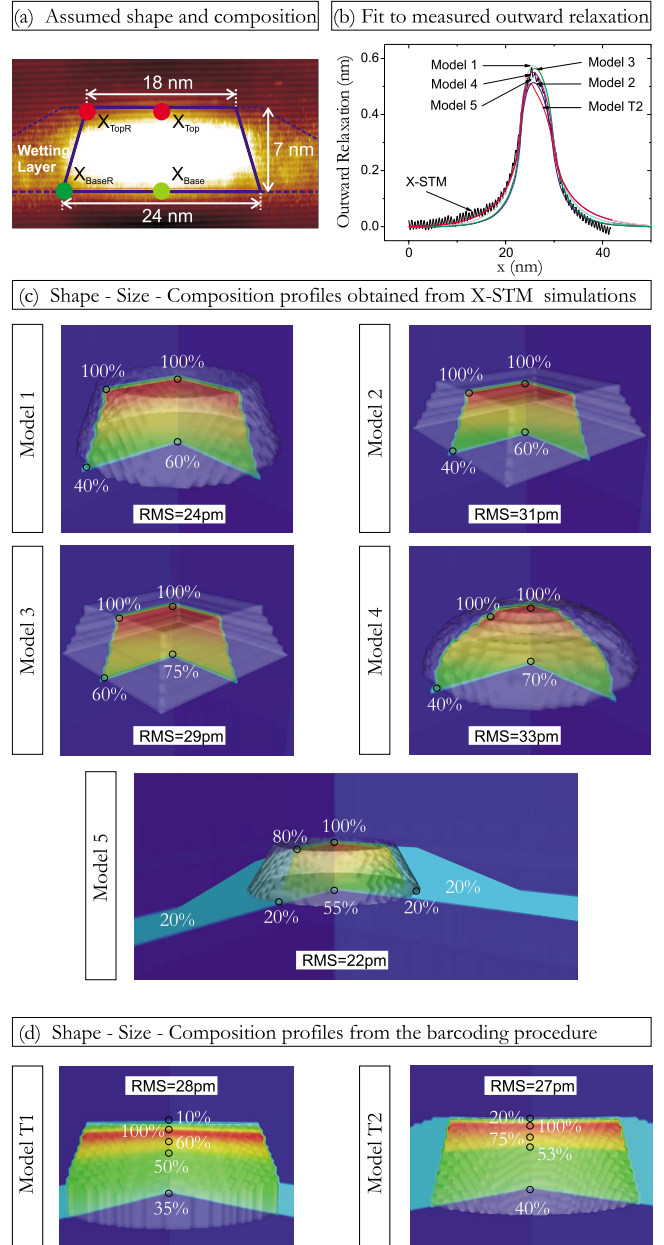 (a) Assumed shape and composition
18 nm
X_TopR
X_Top
7 nm
Wetting
Layer
X_BaseR
X_Base
24 nm
(b) Fit to measured outward relaxation
Outward Relaxation (nm)
0.6
0.4
0.2
0.0
Model 1
Model 4
Model 5
Model 3
Model 2
Model T2
X-STM
0
20
40
x (nm)
(c) Shape - Size - Composition profiles obtained from X-STM simulations
Model 1
100%
100%
60%
40%
RMS=24pm
Model 2
100%
100%
60%
40%
RMS=31pm
Model 3
100%
100%
75%
60%
RMS=29pm
Model 4
100%
100%
70%
40%
RMS=33pm
Model 5
80%
100%
20%
20%
20%
55%
20%
RMS=22pm
(d) Shape - Size - Composition profiles from the barcoding procedure
Model T1
RMS=28pm
10%
100%
60%
50%
35%
Model T2
RMS=27pm
20%
100%
75%
53%
40%